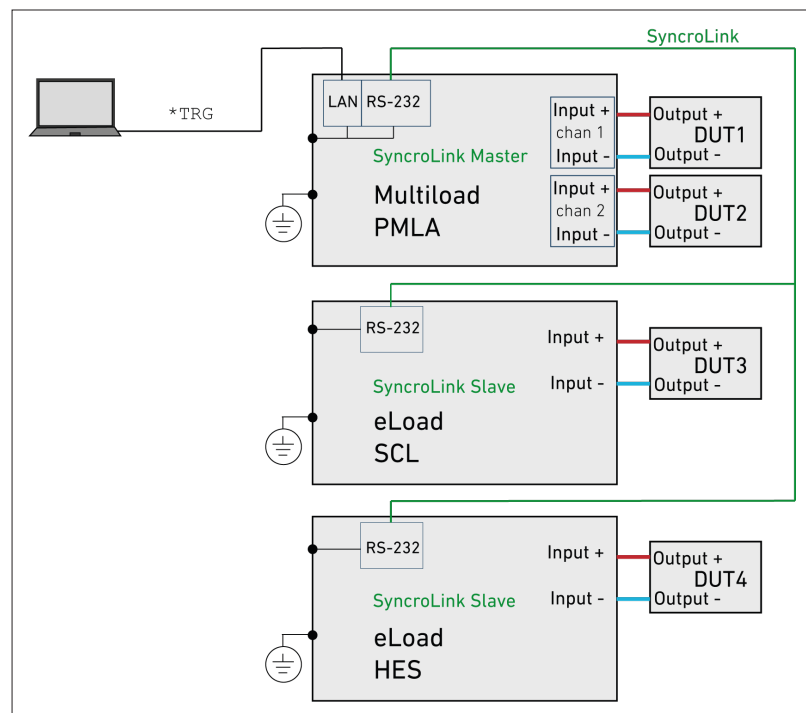 SyncroLink
*TRG
LAN
RS-232
SyncroLink Master
Multiload
PMLA
Input +
chan 1
Input -
Output +
DUT1
Output -
Input +
chan 2
Input -
Output +
DUT2
Output -
RS-232
SyncroLink Slave
eLoad
SCL
Input +
Input -
Output +
DUT3
Output -
RS-232
SyncroLink Slave
eLoad
HES
Input +
Input -
Output +
DUT4
Output -